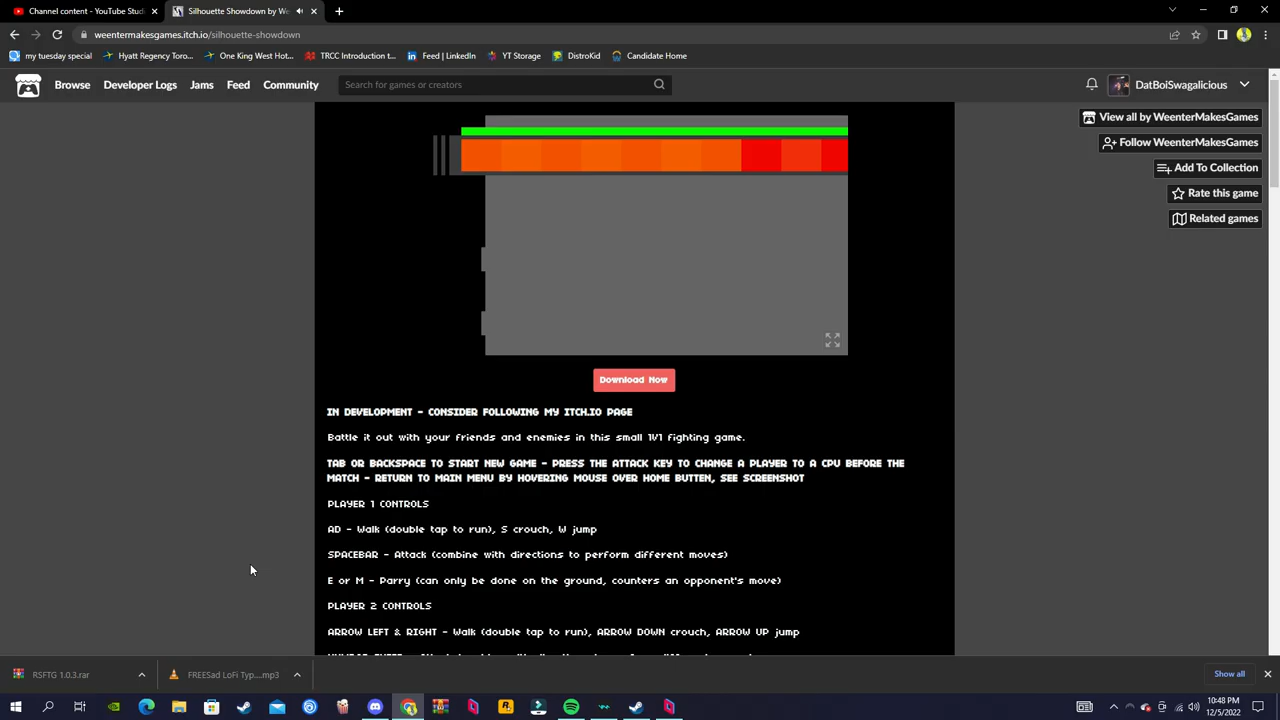 Channel content - YouTube Studi
Silhouette Showdown by We
weentermakesgames.itch.io/silhouette-showdown
my tuesday special
Hyatt Regency Toro...
One King West Hot...
TRCC Introduction t...
Feed | LinkedIn
YT Storage
DistroKid
Candidate Home
Browse
Developer Logs
Jams
Feed
Community
Search for games or creators
DatBoiSwagalicious
View all by WeenterMakesGames
Follow WeenterMakesGames
Add To Collection
Rate this game
Related games
Download Now
IN DEVELOPMENT - CONSIDER FOLLOWING MY ITCH.IO PAGE
Battle it out with your friends and enemies in this small 1V1 fighting game.
TAB OR BACKSPACE TO START NEW GAME - PRESS THE ATTACK KEY TO CHANGE A PLAYER TO A CPU BEFORE THE
MATCH - RETURN TO MAIN MENU BY HOVERING MOUSE OVER HOME BUTTEN, SEE SCREENSHOT
PLAYER 1 CONTROLS
AD - Walk (double tap to run), S crouch, W jump
SPACEBAR - Attack (combine with directions to perform different moves)
E or M - Parry (can only be done on the ground, counters an opponent's move)
PLAYER 2 CONTROLS
ARROW LEFT & RIGHT - Walk (double tap to run), ARROW DOWN crouch, ARROW UP jump
RSFTG 1.0.3.rar
FREESad LoFi Typ....mp3
Show all
10:48 PM
12/5/2022